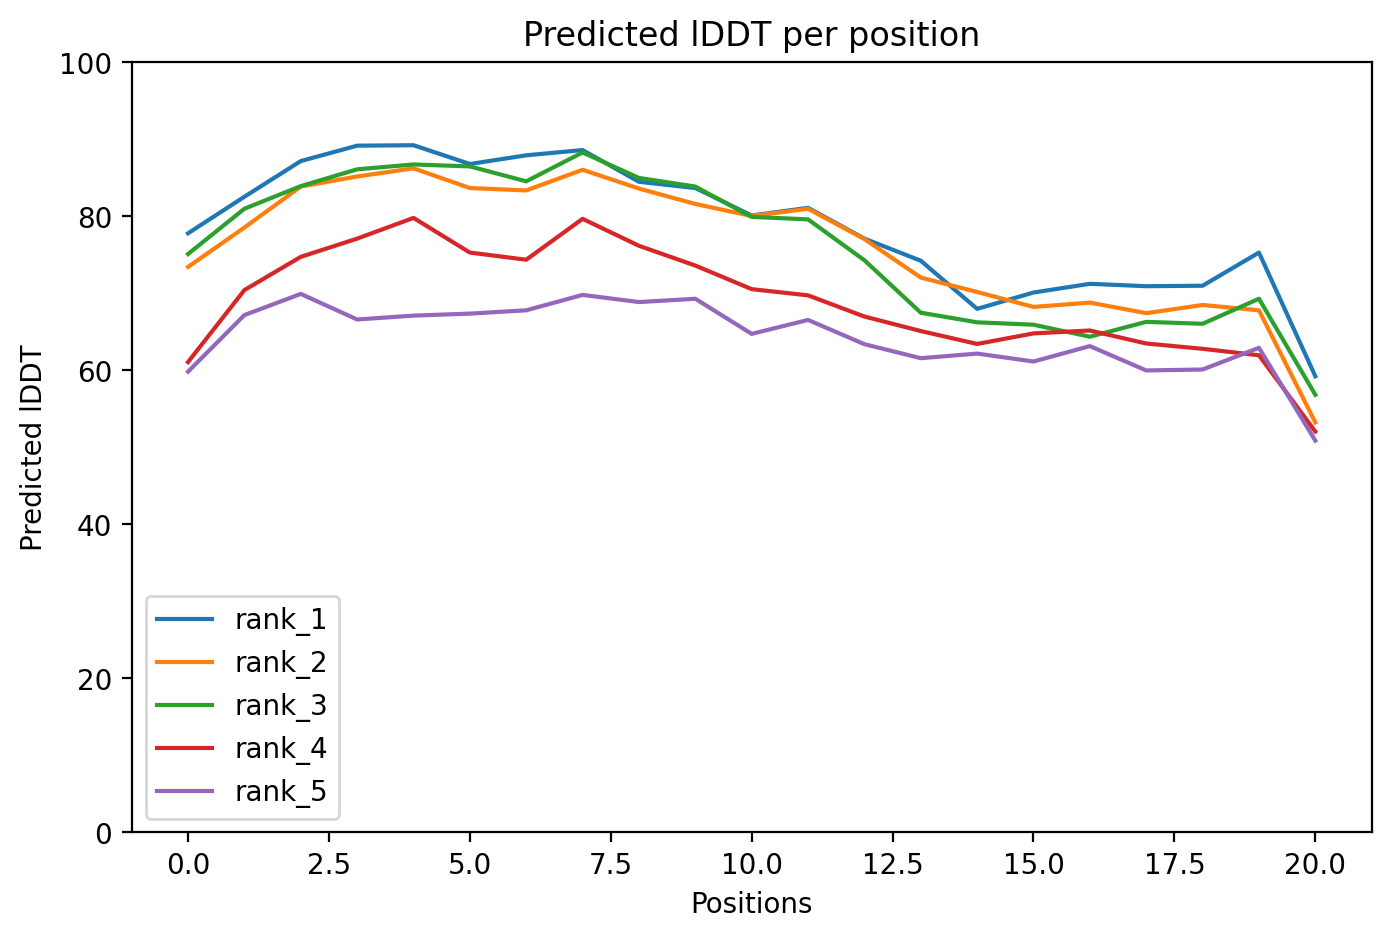 Predicted lDDT per position
100
80
60
40
20
0
Predicted lDDT
rank_1
rank_2
rank_3
rank_4
rank_5
0.0 2.5 5.0 7.5 10.0 12.5 15.0 17.5 20.0
Positions